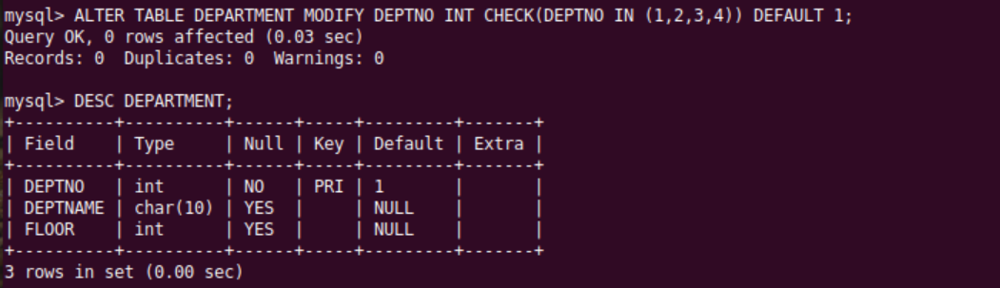 mysql> ALTER TABLE DEPARTMENT MODIFY DEPTNO INT CHECK(DEPTNO IN (1,2,3,4)) DEFAULT 1;
Query OK, 0 rows affected (0.03 sec)
Records: 0  Duplicates: 0  Warnings: 0

mysql> DESC DEPARTMENT;
+----------+----------+------+-----+---------+-------+
| Field    | Type     | Null | Key | Default | Extra |
+----------+----------+------+-----+---------+-------+
| DEPTNO   | int      | NO   | PRI | 1       |       |
| DEPTNAME | char(10) | YES  |     | NULL    |       |
| FLOOR    | int      | YES  |     | NULL    |       |
+----------+----------+------+-----+---------+-------+
3 rows in set (0.00 sec)